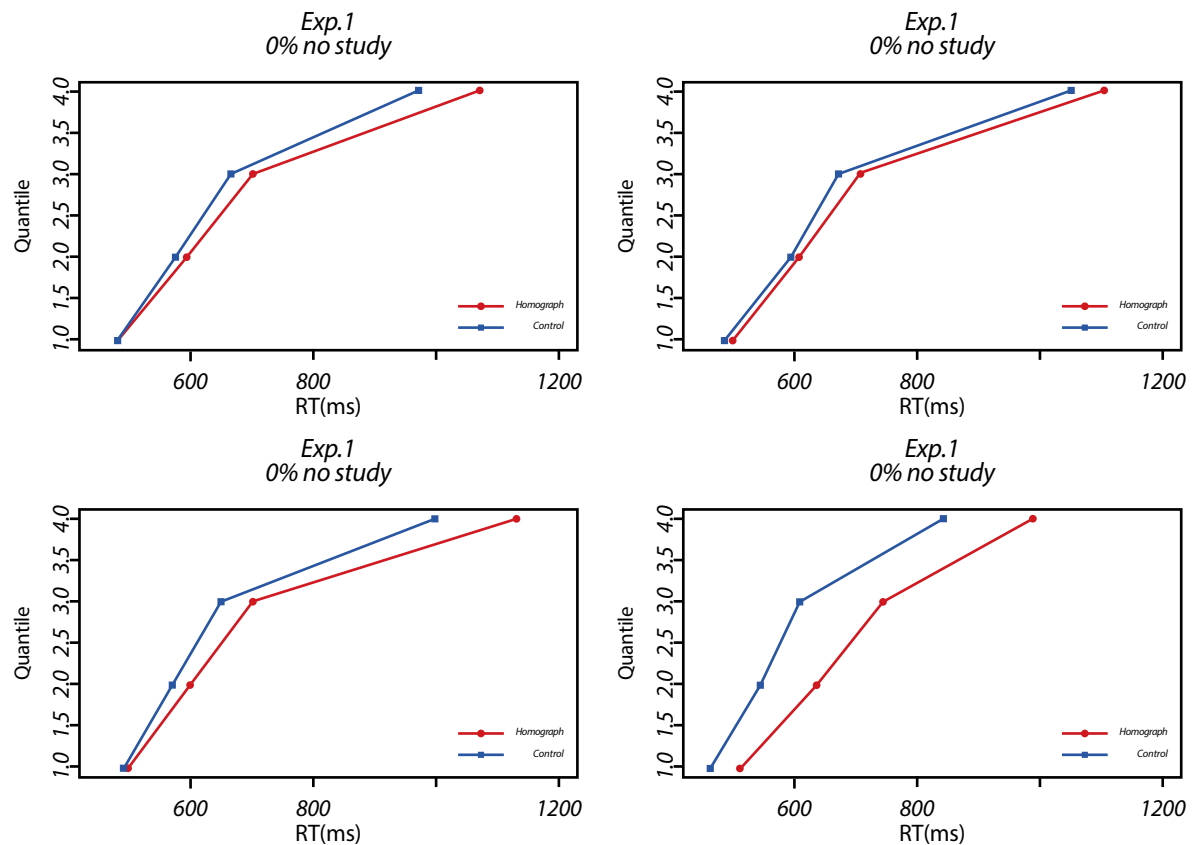 Exp.1
0% no study
Quantile
4.0
3.5
3.0
2.5
2.0
1.5
1.0
Homograph
Control
600 800 1200
RT(ms)
Exp.1
0% no study
Quantile
4.0
3.5
3.0
2.5
2.0
1.5
1.0
Homograph
Control
600 800 1200
RT(ms)
Exp.1
0% no study
Quantile
4.0
3.5
3.0
2.5
2.0
1.5
1.0
Homograph
Control
600 800 1200
RT(ms)
Exp.1
0% no study
Quantile
4.0
3.5
3.0
2.5
2.0
1.5
1.0
Homograph
Control
600 800 1200
RT(ms)